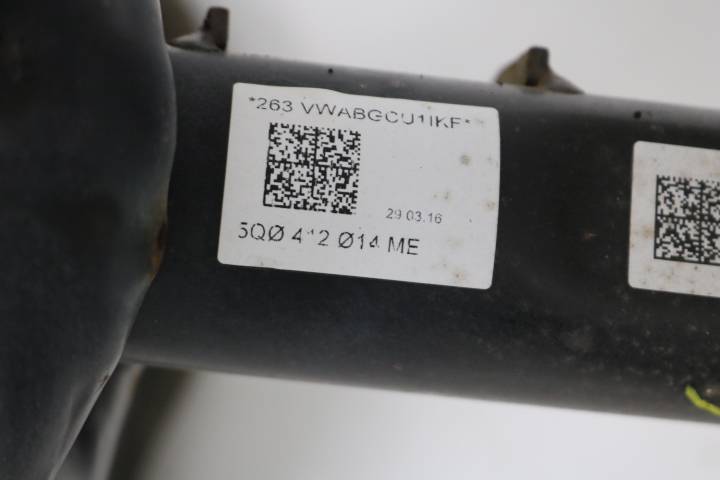 *263 VWABGCU1IKF*
29.03.16
5QØ 412 Ø14 ME